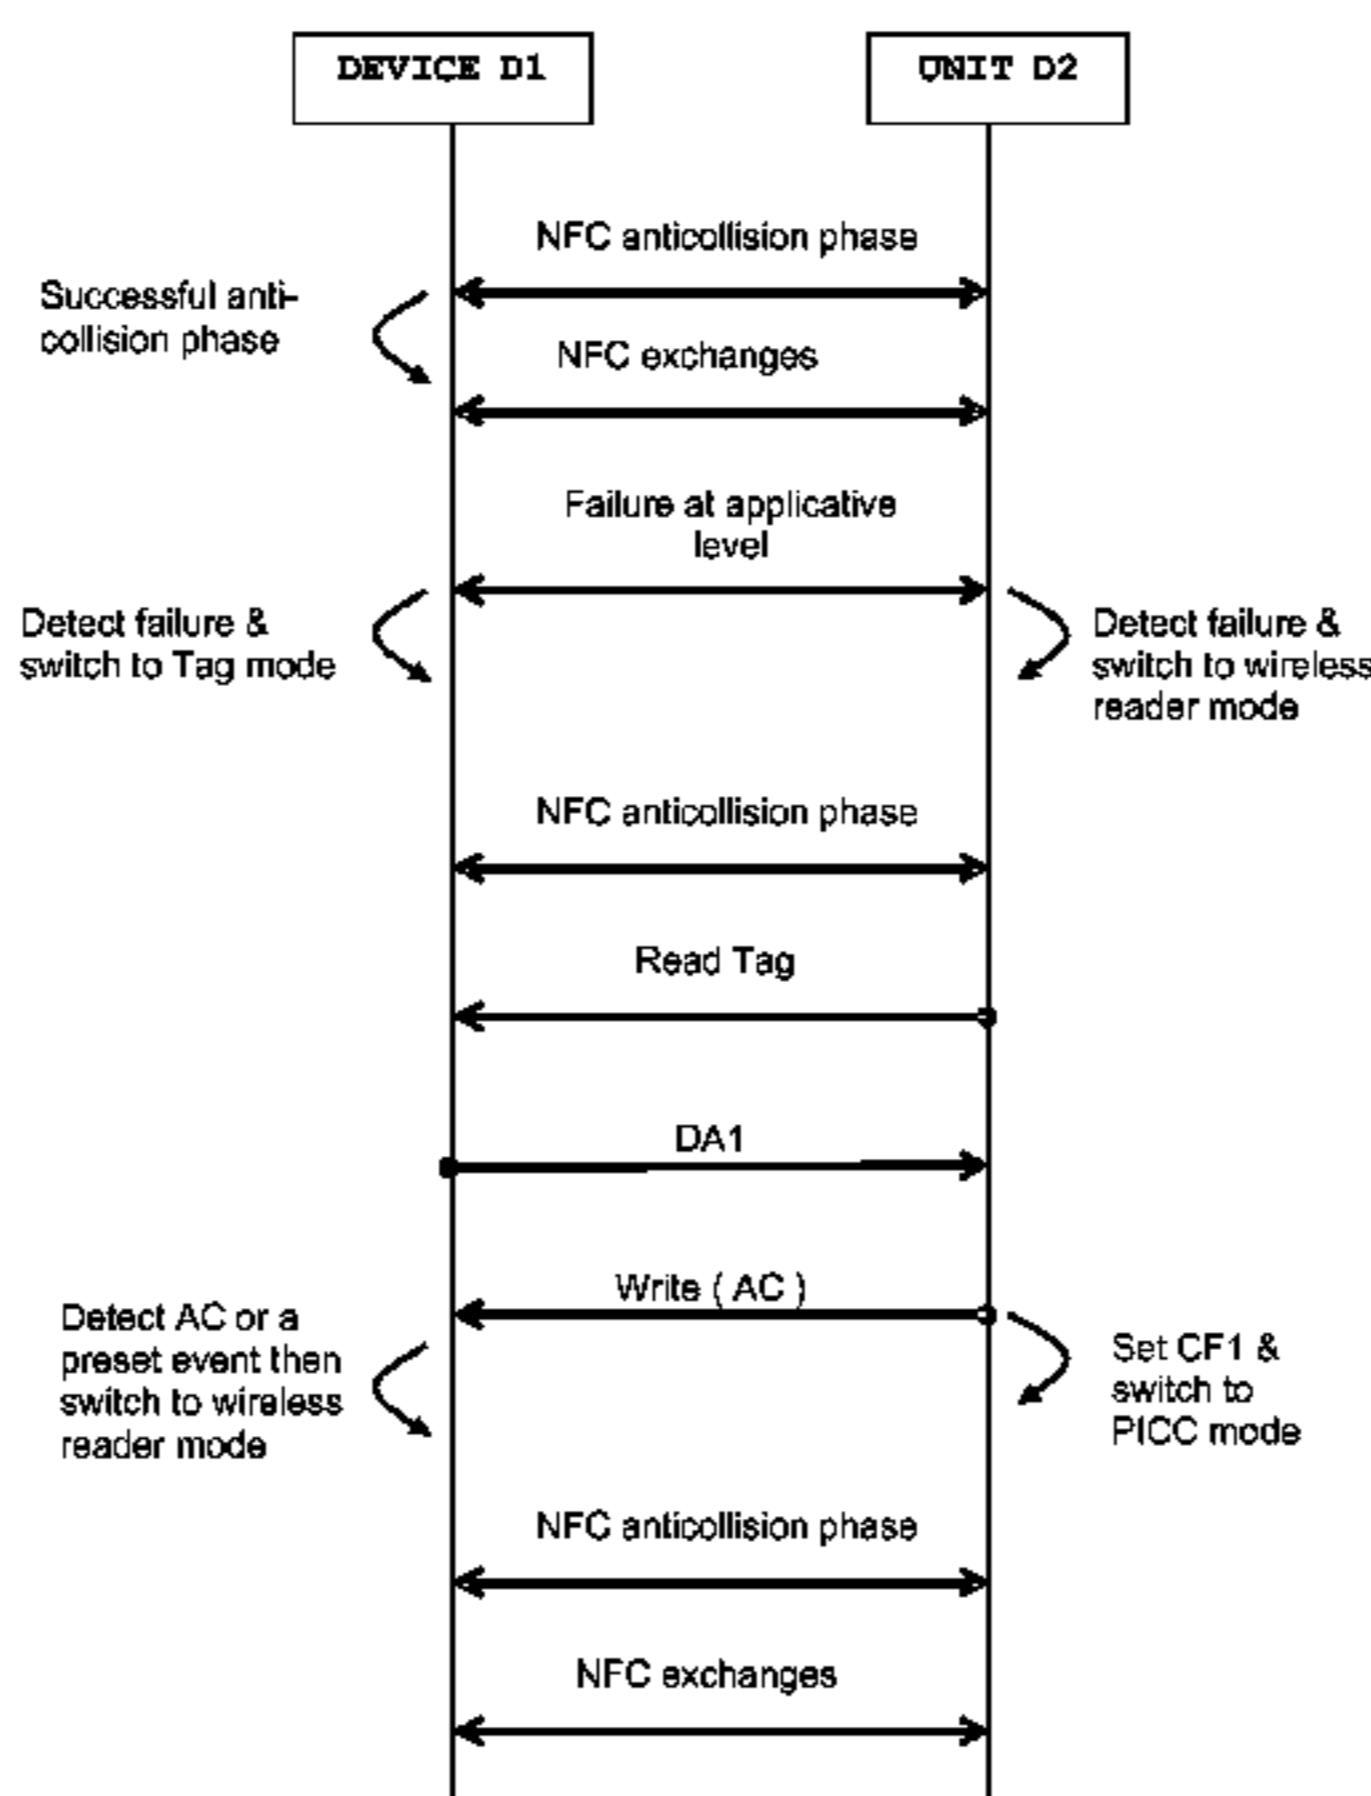 DEVICE D1
UNIT D2
NFC anticollision phase
Successful anti-
collision phase
NFC exchanges
Failure at applicative
level
Detect failure &
switch to Tag mode
Detect failure &
switch to wireless
reader mode
NFC anticollision phase
Read Tag
DA1
Write ( AC )
Detect AC or a
preset event then
switch to wireless
reader mode
Set CF1 &
switch to
PICC mode
NFC anticollision phase
NFC exchanges